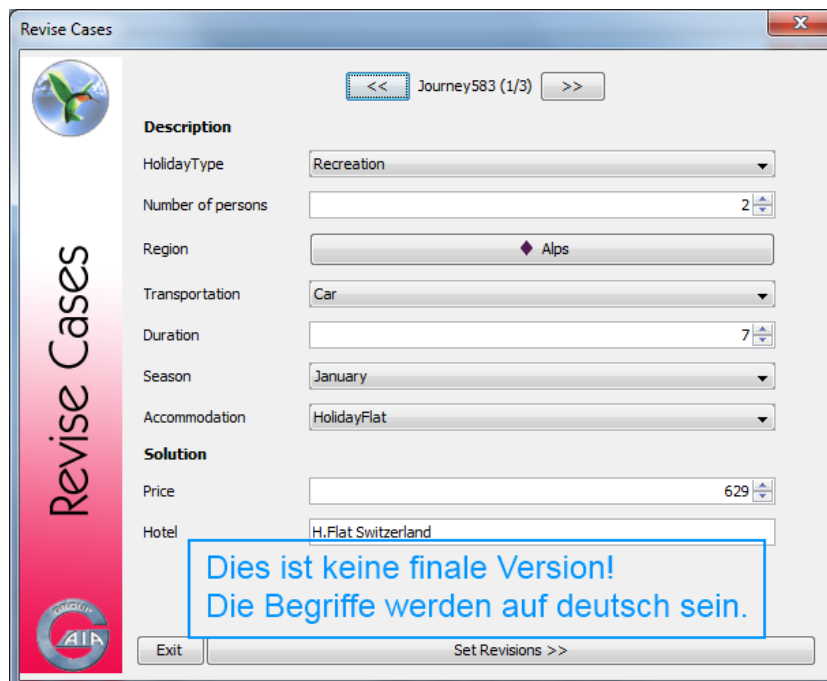 Revise Cases
<< Journey583 (1/3) >>
Description
HolidayType Recreation
Number of persons 2
Region Alps
Transportation Car
Duration 7
Season January
Accommodation HolidayFlat
Solution
Price 629
Hotel H.Flat Switzerland
Dies ist keine finale Version!
Die Begriffe werden auf deutsch sein.
Exit Set Revisions >>
Revise Cases
GROUP
GAIA